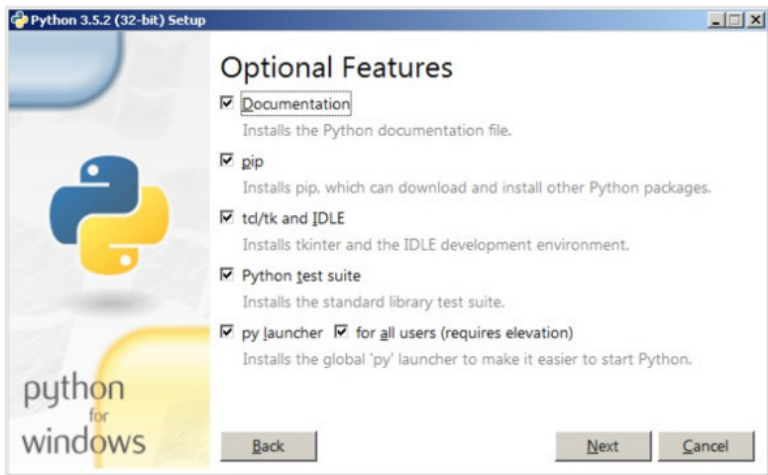 Python 3.5.2 (32-bit) Setup
Optional Features
Documentation
Installs the Python documentation file.
pip
Installs pip, which can download and install other Python packages.
tcl/tk and IDLE
Installs tkinter and the IDLE development environment.
Python test suite
Installs the standard library test suite.
py launcher for all users (requires elevation)
Installs the global 'py' launcher to make it easier to start Python.
python
for
windows
Back Next Cancel